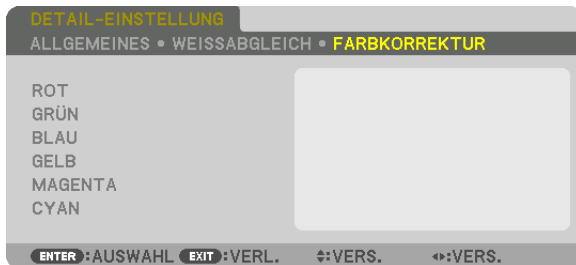 DETAIL-EINSTELLUNG
ALLGEMEINES • WEISSABGLEICH • FARBKORREKTUR
ROT
GRÜN
BLAU
GELB
MAGENTA
CYAN
ENTER :AUSWAHL EXIT :VERL. :VERS. :VERS.